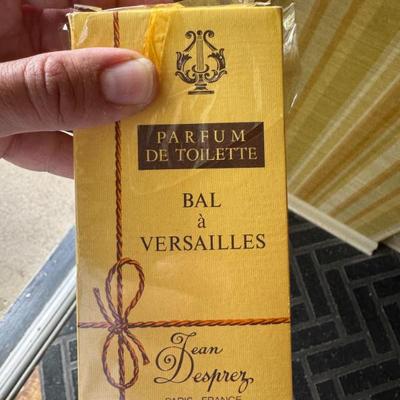 PARFUM
DE TOILETTE
BAL
à
VERSAILLES
Jean
Desprez
PARIS - FRANCE